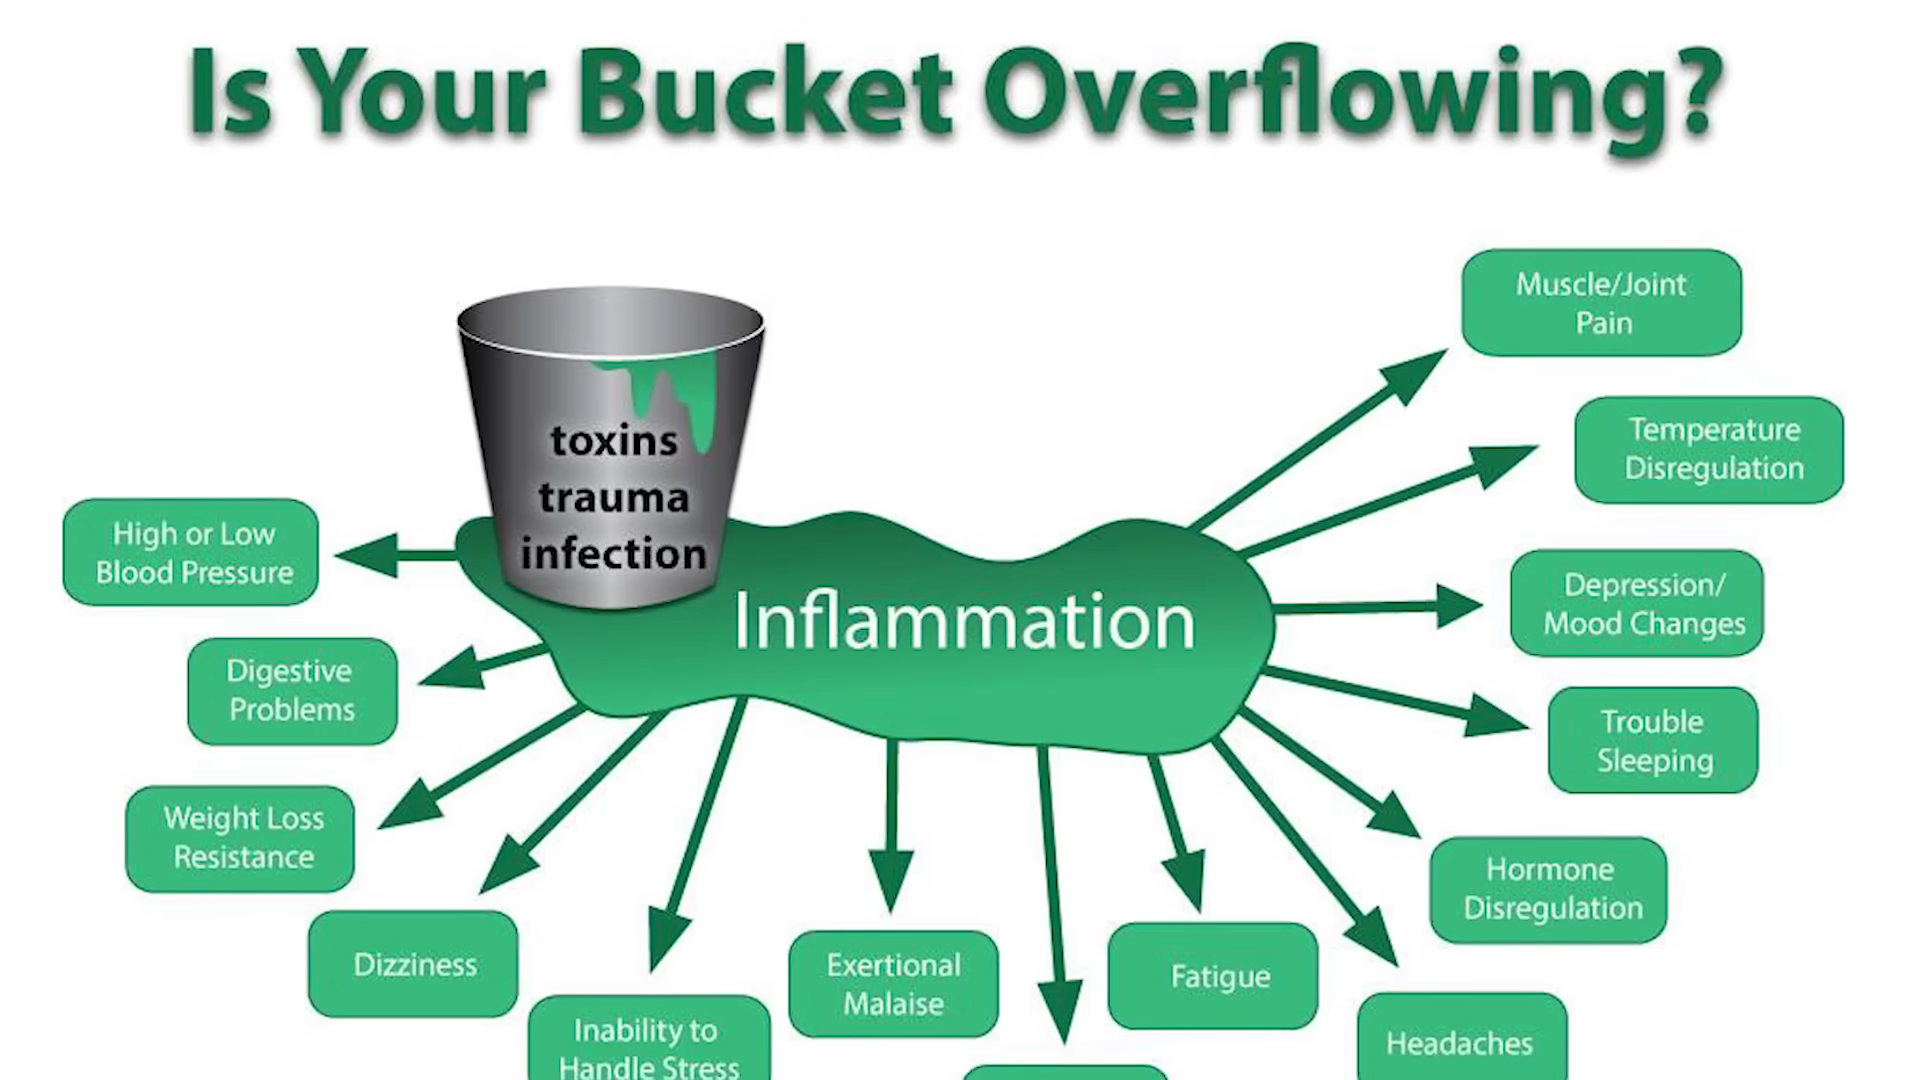 Is Your Bucket Overflowing?
toxins
trauma
infection
Inflammation
Muscle/Joint
Pain
Temperature
Disregulation
Depression/
Mood Changes
Trouble
Sleeping
Hormone
Disregulation
Headaches
Fatigue
Exertional
Malaise
Inability to
Handle Stress
Dizziness
Weight Loss
Resistance
Digestive
Problems
High or Low
Blood Pressure